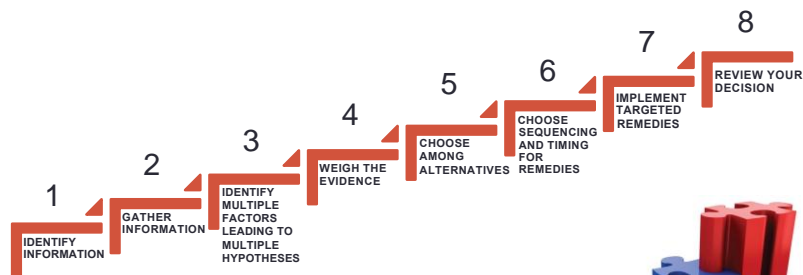 1
IDENTIFY
INFORMATION
2
GATHER
INFORMATION
3
IDENTIFY
MULTIPLE
FACTORS
LEADING TO
MULTIPLE
HYPOTHESES
4
WEIGH THE
EVIDENCE
5
CHOOSE
AMONG
ALTERNATIVES
6
CHOOSE
SEQUENCING
AND TIMING
FOR
REMEDIES
7
IMPLEMENT
TARGETED
REMEDIES
8
REVIEW YOUR
DECISION